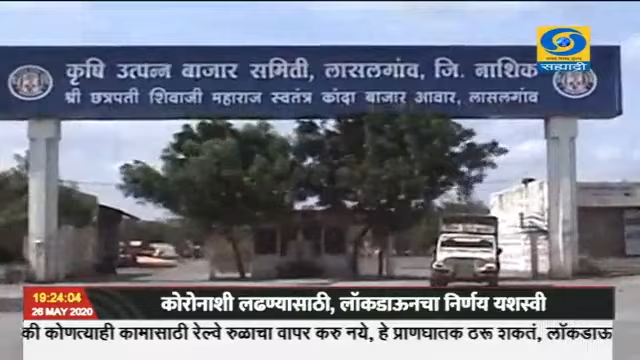 कृषि उत्पन्न बाजार समिती, लासलगांव, जि. नाशिक
श्री छत्रपती शिवाजी महाराज स्वतंत्र कांदा बाजार आवार, लासलगांव
सह्याद्री
19:24:04
26 MAY 2020
कोरोनाशी लढण्यासाठी, लॉकडाऊनचा निर्णय यशस्वी
की कोणत्याही कामासाठी रेल्वे रुळाचा वापर करु नये, हे प्राणघातक ठरू शकतं, लॉकडाऊ